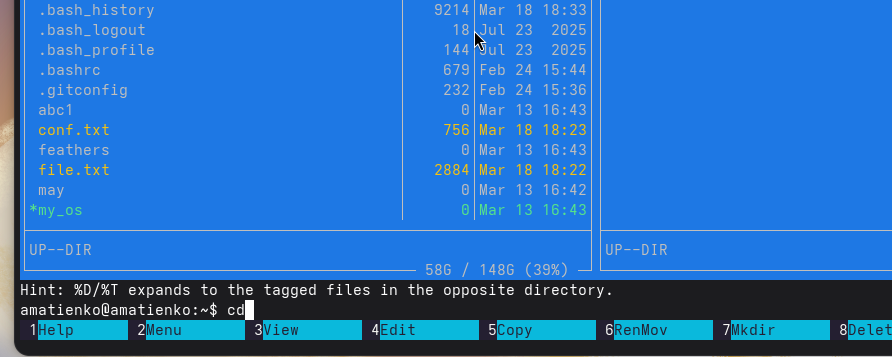 .bash_history 9214 Mar 18 18:33
.bash_logout 18 Jul 23 2025
.bash_profile 144 Jul 23 2025
.bashrc 679 Feb 24 15:44
.gitconfig 232 Feb 24 15:36
abc1 0 Mar 13 16:43
conf.txt 756 Mar 18 18:23
feathers 0 Mar 13 16:43
file.txt 2884 Mar 18 18:22
may 0 Mar 13 16:42
*my_os 0 Mar 13 16:43
UP--DIR UP--DIR
58G / 148G (39%)
Hint: %D/%T expands to the tagged files in the opposite directory.
amatienko@amatienko:~$ cd
1Help 2Menu 3View 4Edit 5Copy 6RenMov 7Mkdir 8Delet